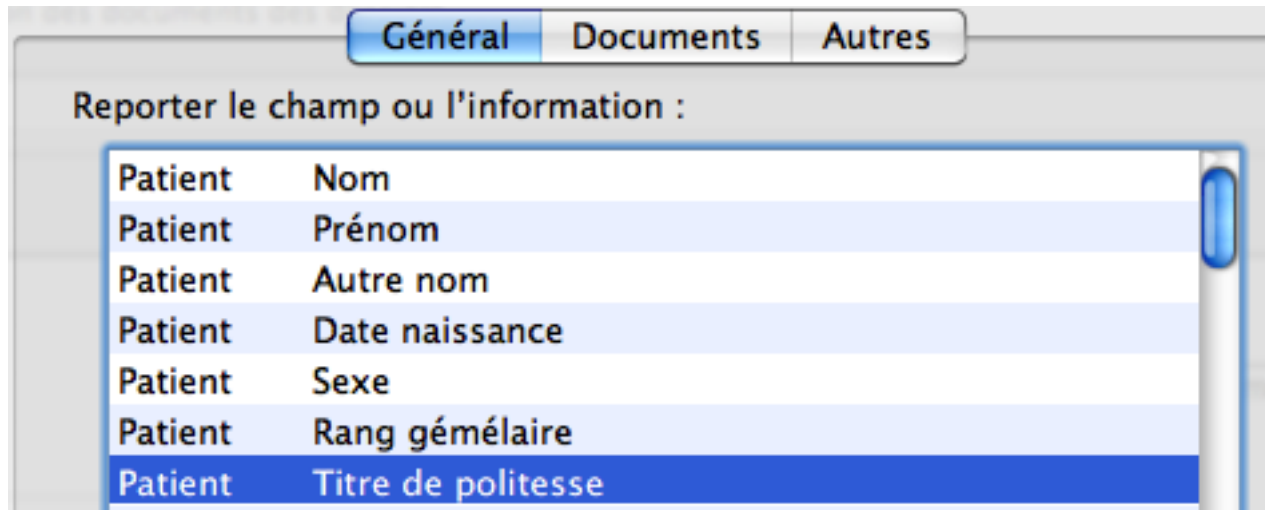 Général Documents Autres
Reporter le champ ou l'information :
Patient Nom
Patient Prénom
Patient Autre nom
Patient Date naissance
Patient Sexe
Patient Rang gémélaire
Patient Titre de politesse